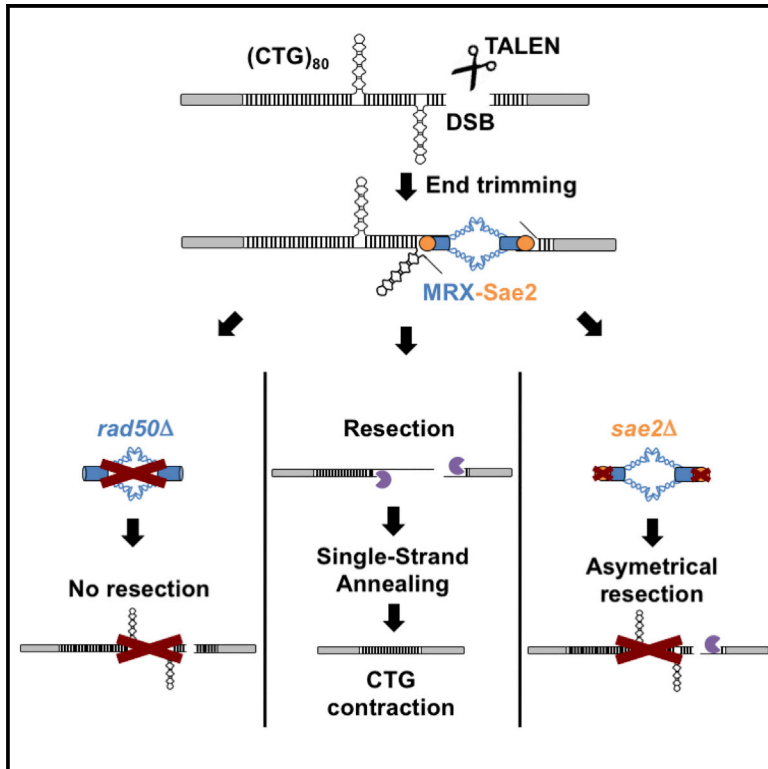 (CTG)80
TALEN
DSB
End trimming
MRX-Sae2
rad50Δ
No resection
Resection
Single-Strand
Annealing
CTG
contraction
sae2Δ
Asymetrical
resection